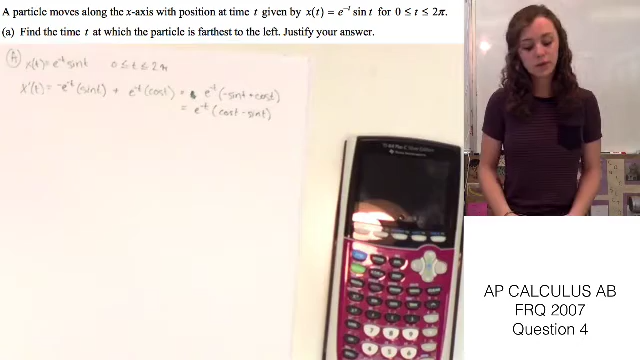 A particle moves along the x-axis with position at time t given by x(t) = e⁻ᵗ sin t for 0 ≤ t ≤ 2π.
(a) Find the time t at which the particle is farthest to the left. Justify your answer.
(A) x(t) = e⁻ᵗ sin t 0 ≤ t ≤ 2π
x'(t) = -e⁻ᵗ (sin t) + e⁻ᵗ (cos t) = e⁻ᵗ (-sin t + cos t)
= e⁻ᵗ (cos t - sin t)
AP CALCULUS AB
FRQ 2007
Question 4